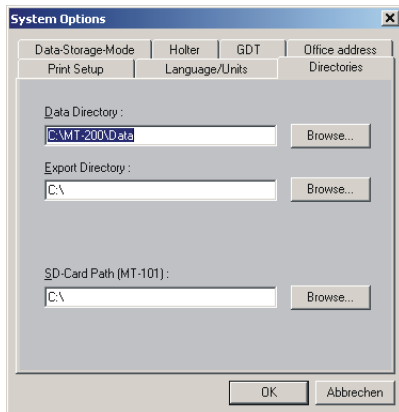 System Options
Data-Storage-Mode Holter GDT Office address
Print Setup Language/Units Directories
Data Directory :
C:\MT-200\Data Browse...
Export Directory :
C:\ Browse...
SD-Card Path (MT-101) :
C:\ Browse...
OK Abbrechen